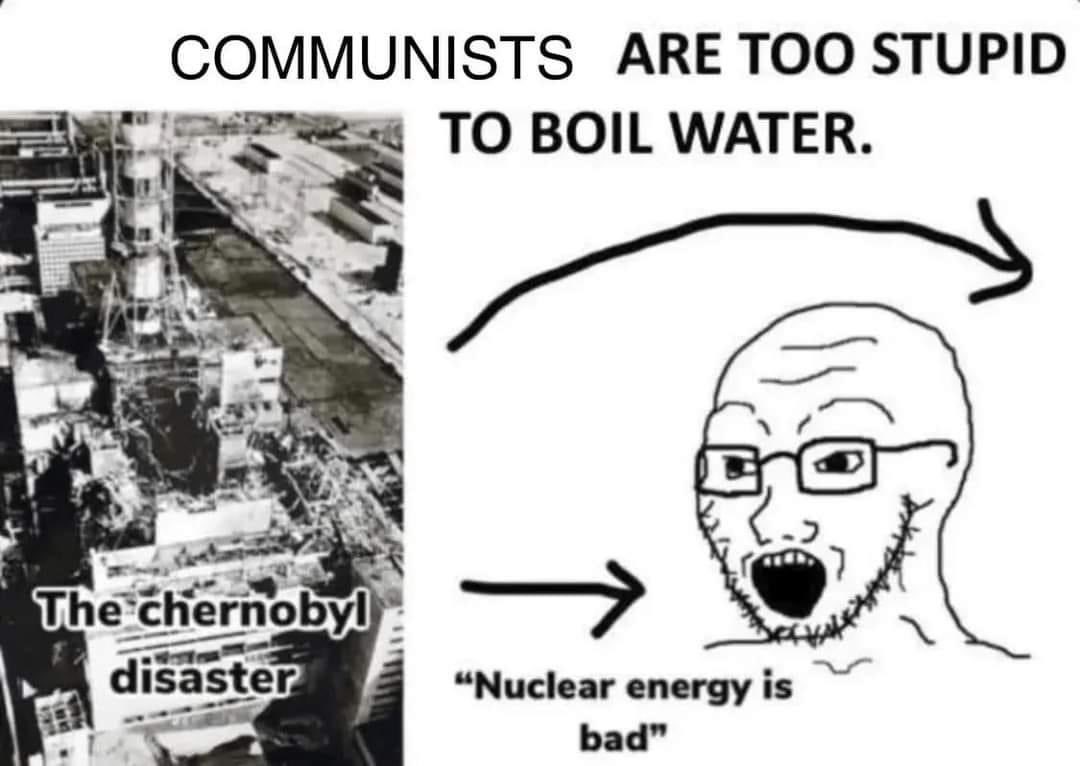 COMMUNISTS ARE TOO STUPID
TO BOIL WATER.
The chernobyl
disaster
“Nuclear energy is
bad”